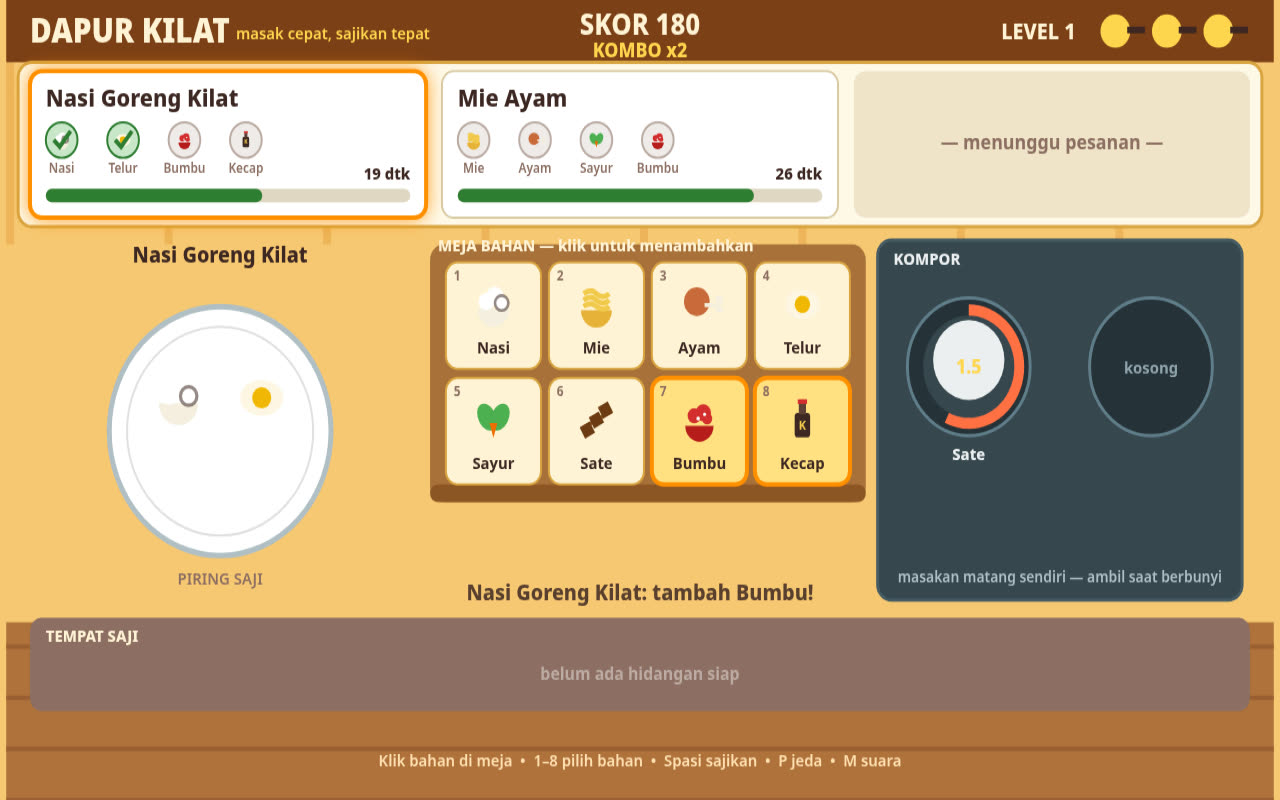 DAPUR KILAT masak cepat, sajikan tepat
SKOR 180
KOMBO x2
LEVEL 1
Nasi Goreng Kilat
Nasi Telur Bumbu Kecap
19 dtk
Mie Ayam
Mie Ayam Sayur Bumbu
26 dtk
— menunggu pesanan —
Nasi Goreng Kilat
PIRING SAJI
MEJA BAHAN — klik untuk menambahkan
1 2 3 4
Nasi Mie Ayam Telur
5 6 7 8
K
Sayur Sate Bumbu Kecap
Nasi Goreng Kilat: tambah Bumbu!
KOMPOR
1.5
kosong
Sate
masakan matang sendiri — ambil saat berbunyi
TEMPAT SAJI
belum ada hidangan siap
Klik bahan di meja • 1–8 pilih bahan • Spasi sajikan • P jeda • M suara